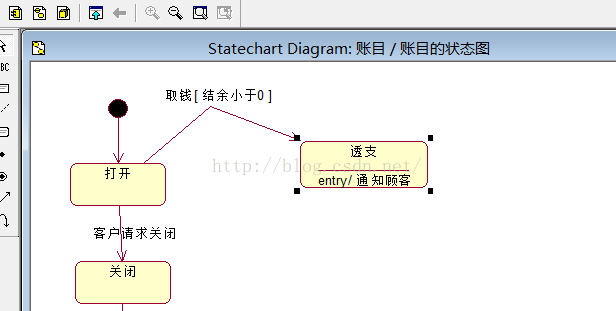 Statechart Diagram: 账目 / 账目的状态图
BC
取钱[ 结余小于0 ]
透支
http://blog.csdn.net/
entry/ 通知顾客
打开
客户请求关闭
关闭